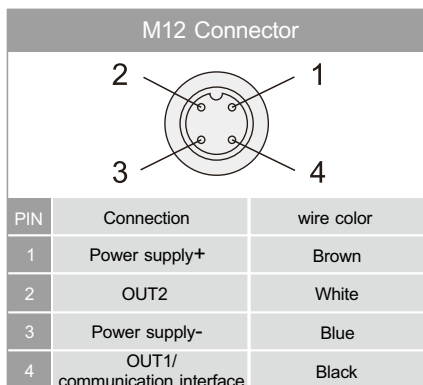 M12 Connector
2 1
3 4
PIN Connection wire color
1 Power supply+ Brown
2 OUT2 White
3 Power supply- Blue
4 OUT1/
communication interface Black